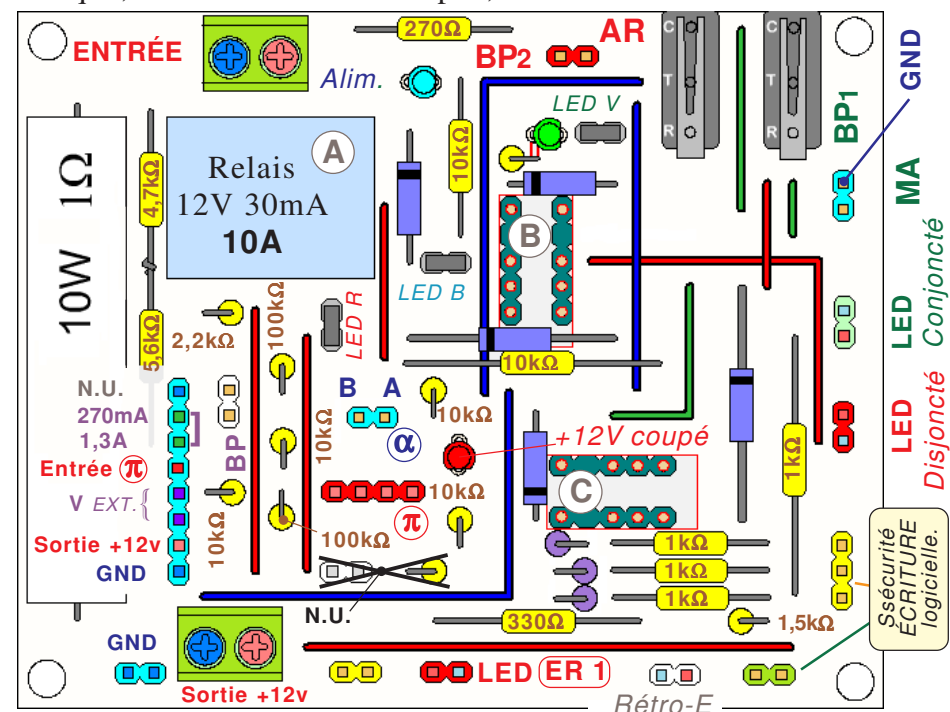 270Ω
AR
ENTRÉE
BP2
Alim.
LED V
C
T
R
C
T
R
GND
BP1
MA
10W 1Ω
4,7kΩ
Relais
12V 30mA
10A
A
10kΩ
B
LED B
LED R
100kΩ
2,2kΩ
5,6kΩ
10kΩ
LED
Conjoncté
N.U.
270mA
1,3A
Entrée π
V EXT.{
Sortie +12v
GND
BP
10kΩ
B A
α
10kΩ
10kΩ
+12V coupé
10kΩ
π
100kΩ
C
1kΩ
LED
Disjoncté
N.U.
1kΩ
1kΩ
1kΩ
330Ω
1,5kΩ
Ssécurité
ÉCRITURE
logicielle.
GND
Sortie +12v
LED ER 1
Rétro-E